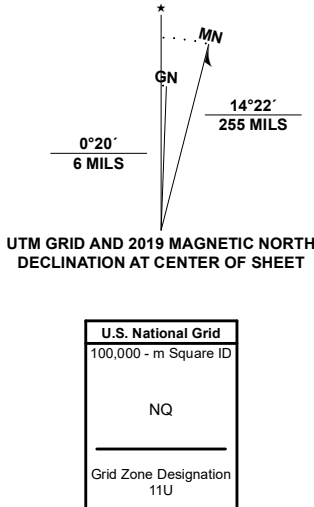 ★
MN
GN
0°20´
6 MILS
14°22´
255 MILS
UTM GRID AND 2019 MAGNETIC NORTH
DECLINATION AT CENTER OF SHEET
U.S. National Grid
100,000 - m Square ID
NQ
Grid Zone Designation
11U